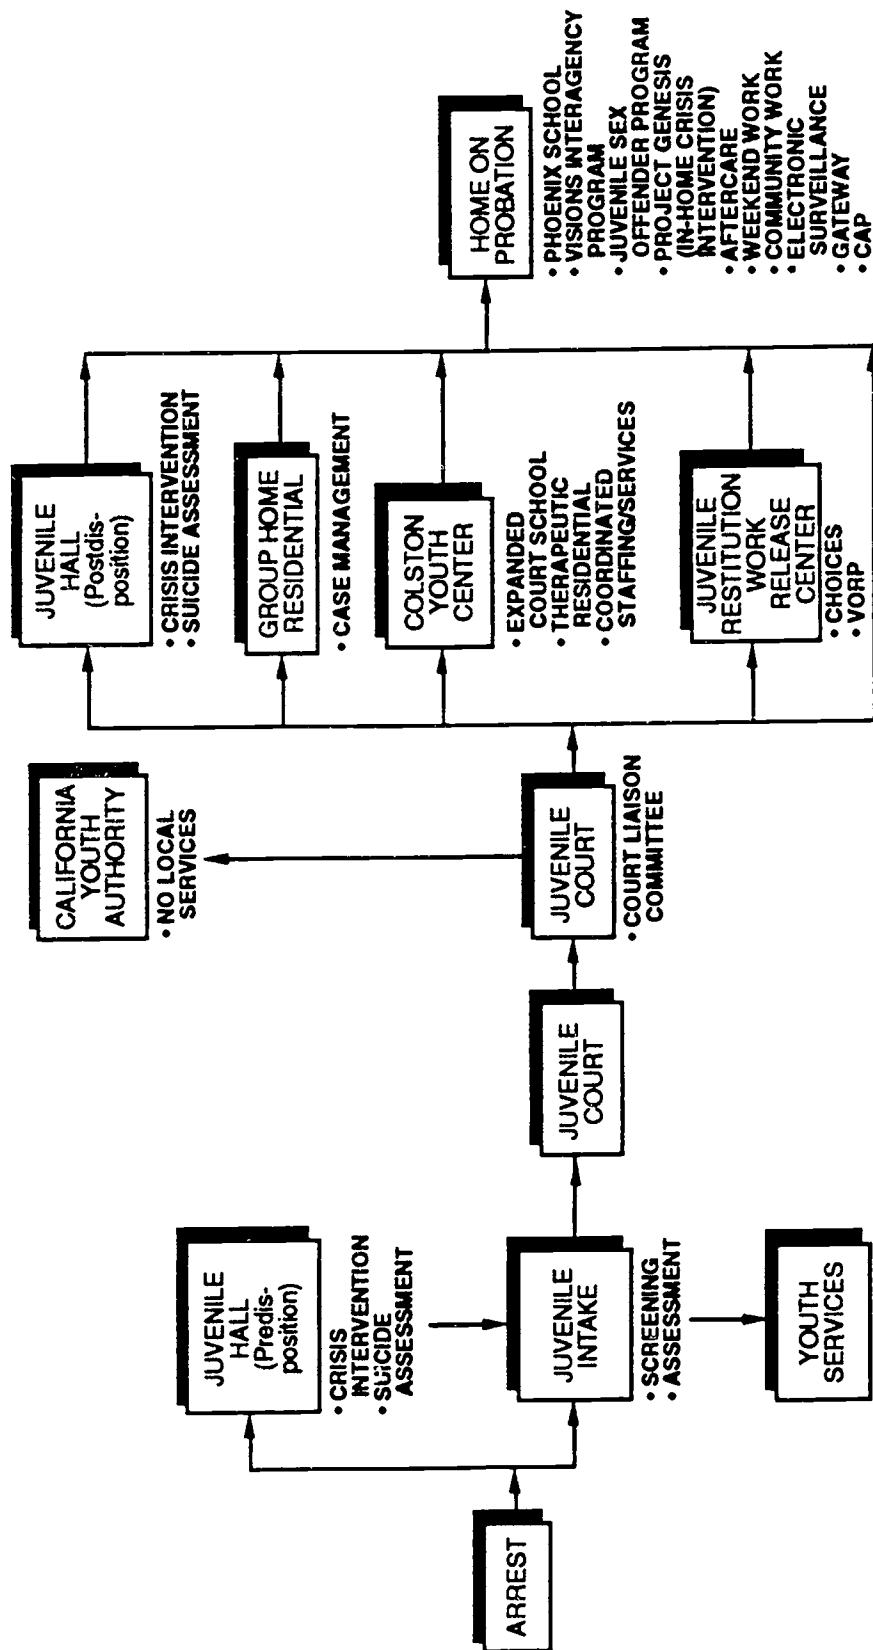 ARREST
JUVENILE
HALL
(Predis-
position)
• CRISIS
INTERVENTION
• SUICIDE
ASSESSMENT
JUVENILE
INTAKE
• SCREENING
• ASSESSMENT
YOUTH
SERVICES
JUVENILE
COURT
JUVENILE
COURT
• COURT LIAISON
COMMITTEE
CALIFORNIA
YOUTH
AUTHORITY
• NO LOCAL
SERVICES
JUVENILE
HALL
(Postdis-
position)
• CRISIS INTERVENTION
• SUICIDE ASSESSMENT
GROUP HOME
RESIDENTIAL
• CASE MANAGEMENT
COLSTON
YOUTH
CENTER
• EXPANDED
COURT SCHOOL
• THERAPEUTIC
RESIDENTIAL
• COORDINATED
STAFFING/SERVICES
JUVENILE
RESTITUTION
WORK
RELEASE
CENTER
• CHOICES
• VORP
HOME ON
PROBATION
• PHOENIX SCHOOL
• VISIONS INTERAGENCY
PROGRAM
• JUVENILE SEX
OFFENDER PROGRAM
• PROJECT GENESIS
(IN-HOME CRISIS
INTERVENTION)
• AFTERCARE
• WEEKEND WORK
• COMMUNITY WORK
• ELECTRONIC
SURVEILLANCE
• GATEWAY
• CAP